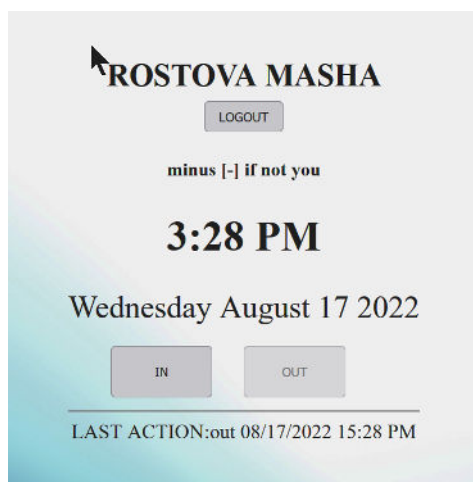 ROSTOVA MASHA
LOGOUT
minus [-] if not you
3:28 PM
Wednesday August 17 2022
IN OUT
LAST ACTION:out 08/17/2022 15:28 PM